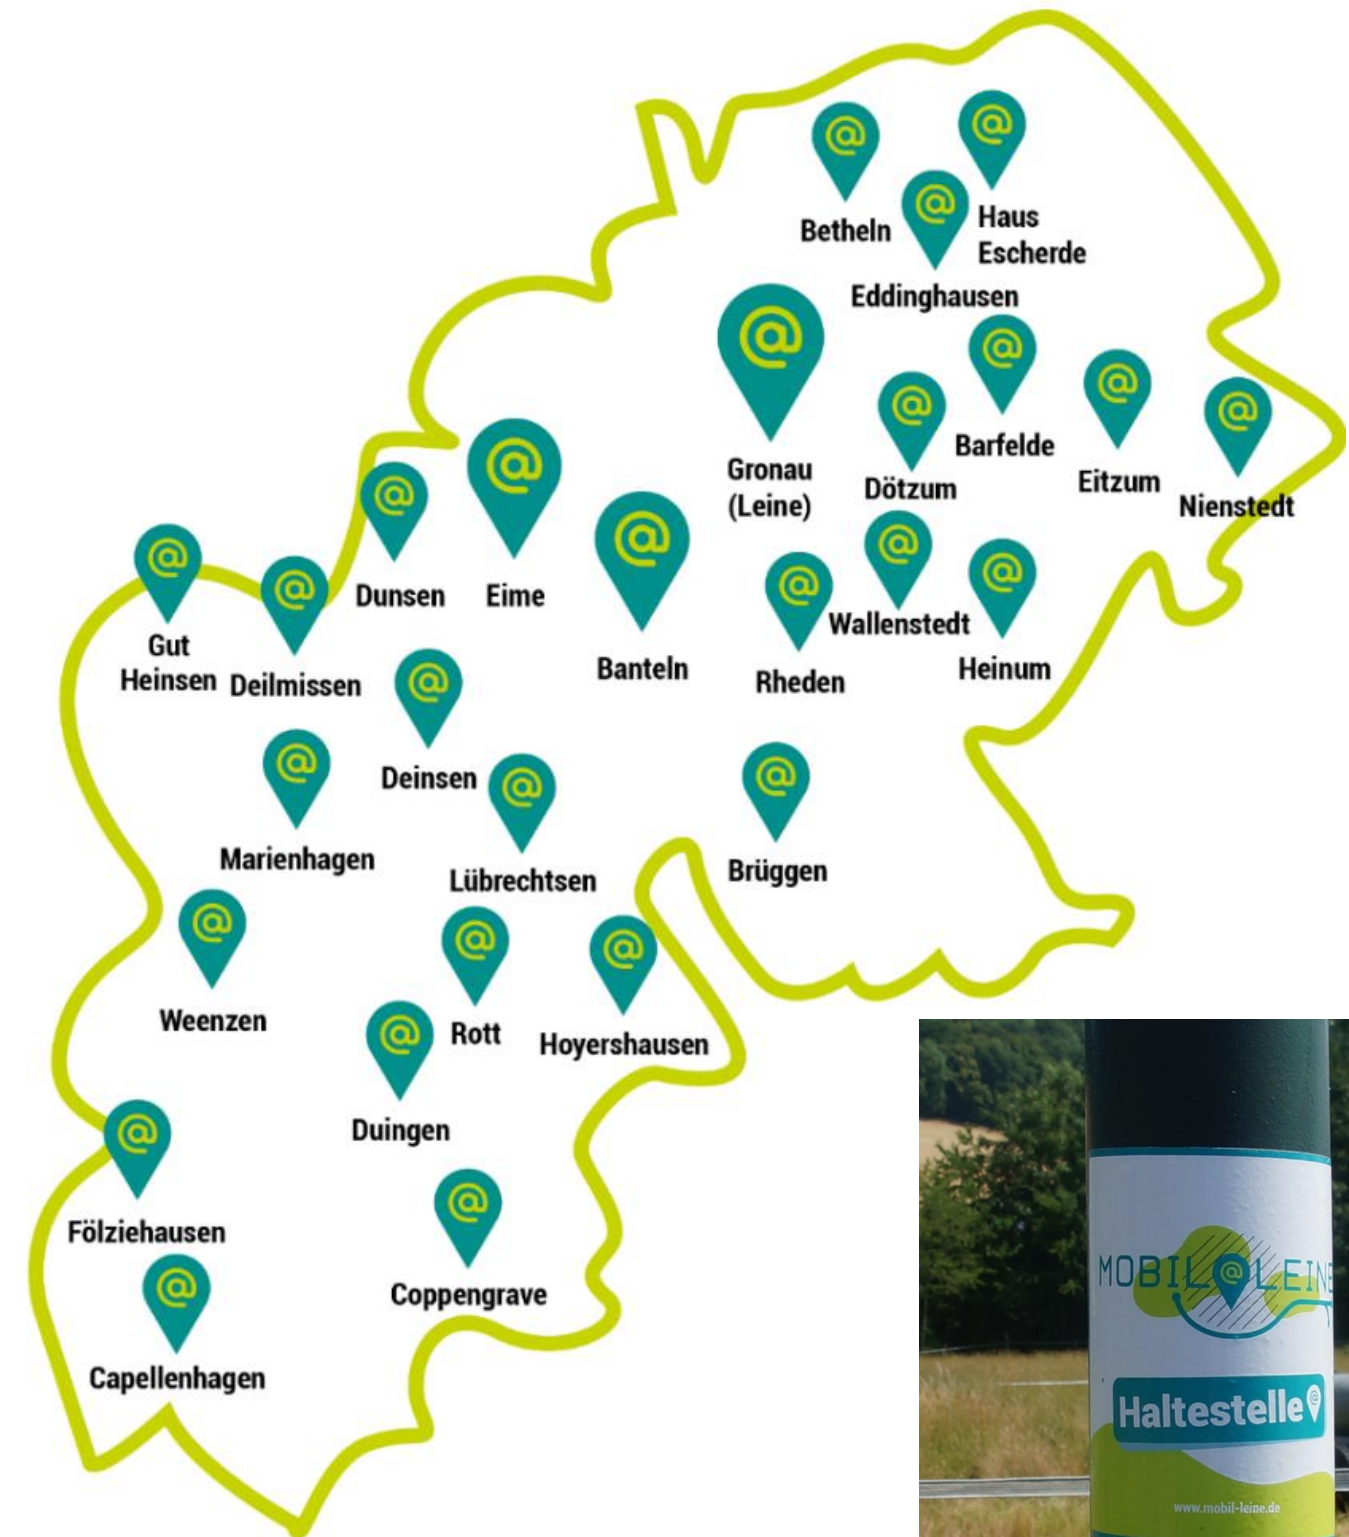 Betheln
Haus
Escherde
Eddinghausen
Gronau
(Leine)
Dötzum
Barfelde
Eitzum
Nienstedt
Dunsen
Eime
Banteln
Rheden
Wallenstedt
Heinum
Gut
Heinsen
Deilmissen
Deinsen
Marienhagen
Lübrechtsen
Brüggen
Weenzen
Rott
Hoyershausen
Duingen
Fölziehausen
Coppengrave
Capellenhagen
MOBIL@LEINE
Haltestelle
www.mobil-leine.de